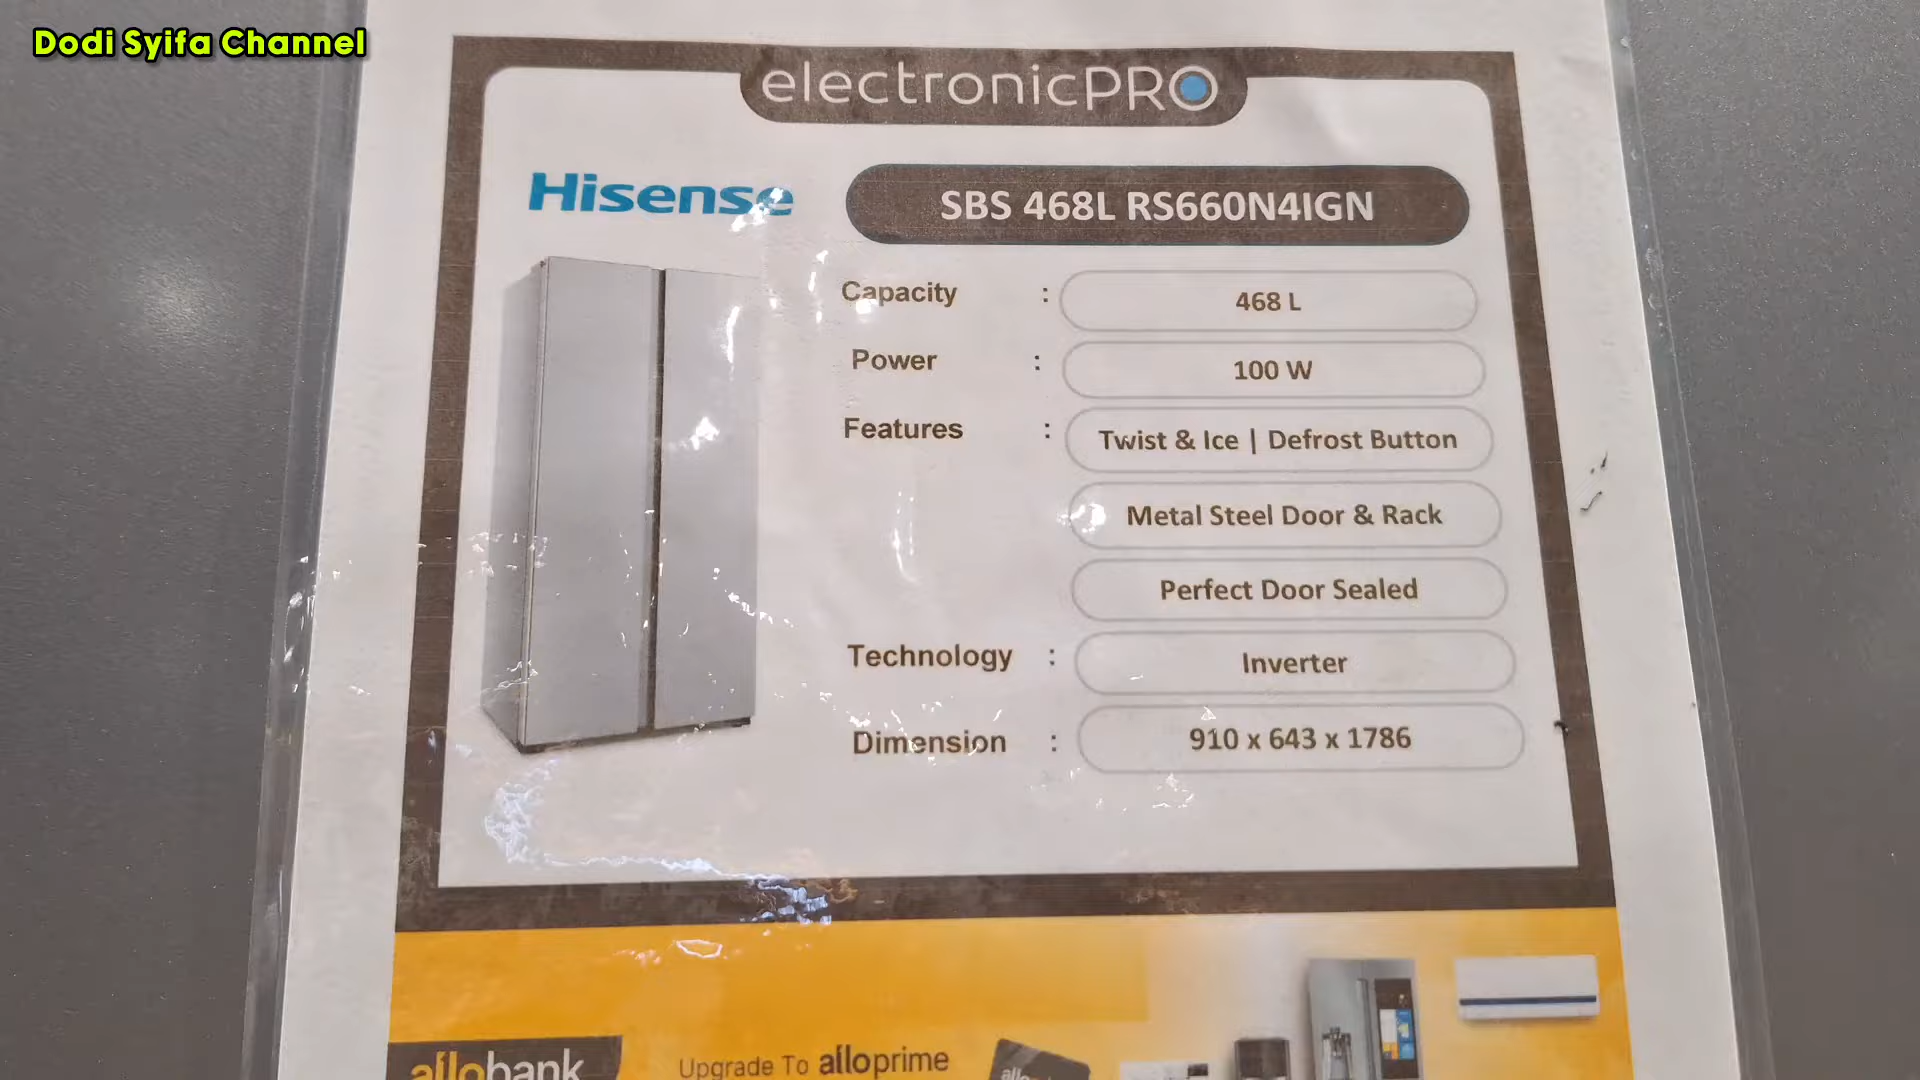 Dodi Syifa Channel
electronicPRO
Hisense
SBS 468L RS660N4IGN
Capacity : 468 L
Power : 100 W
Features : Twist & Ice | Defrost Button
Metal Steel Door & Rack
Perfect Door Sealed
Technology : Inverter
Dimension : 910 x 643 x 1786
allobank
Upgrade To alloprime
allo